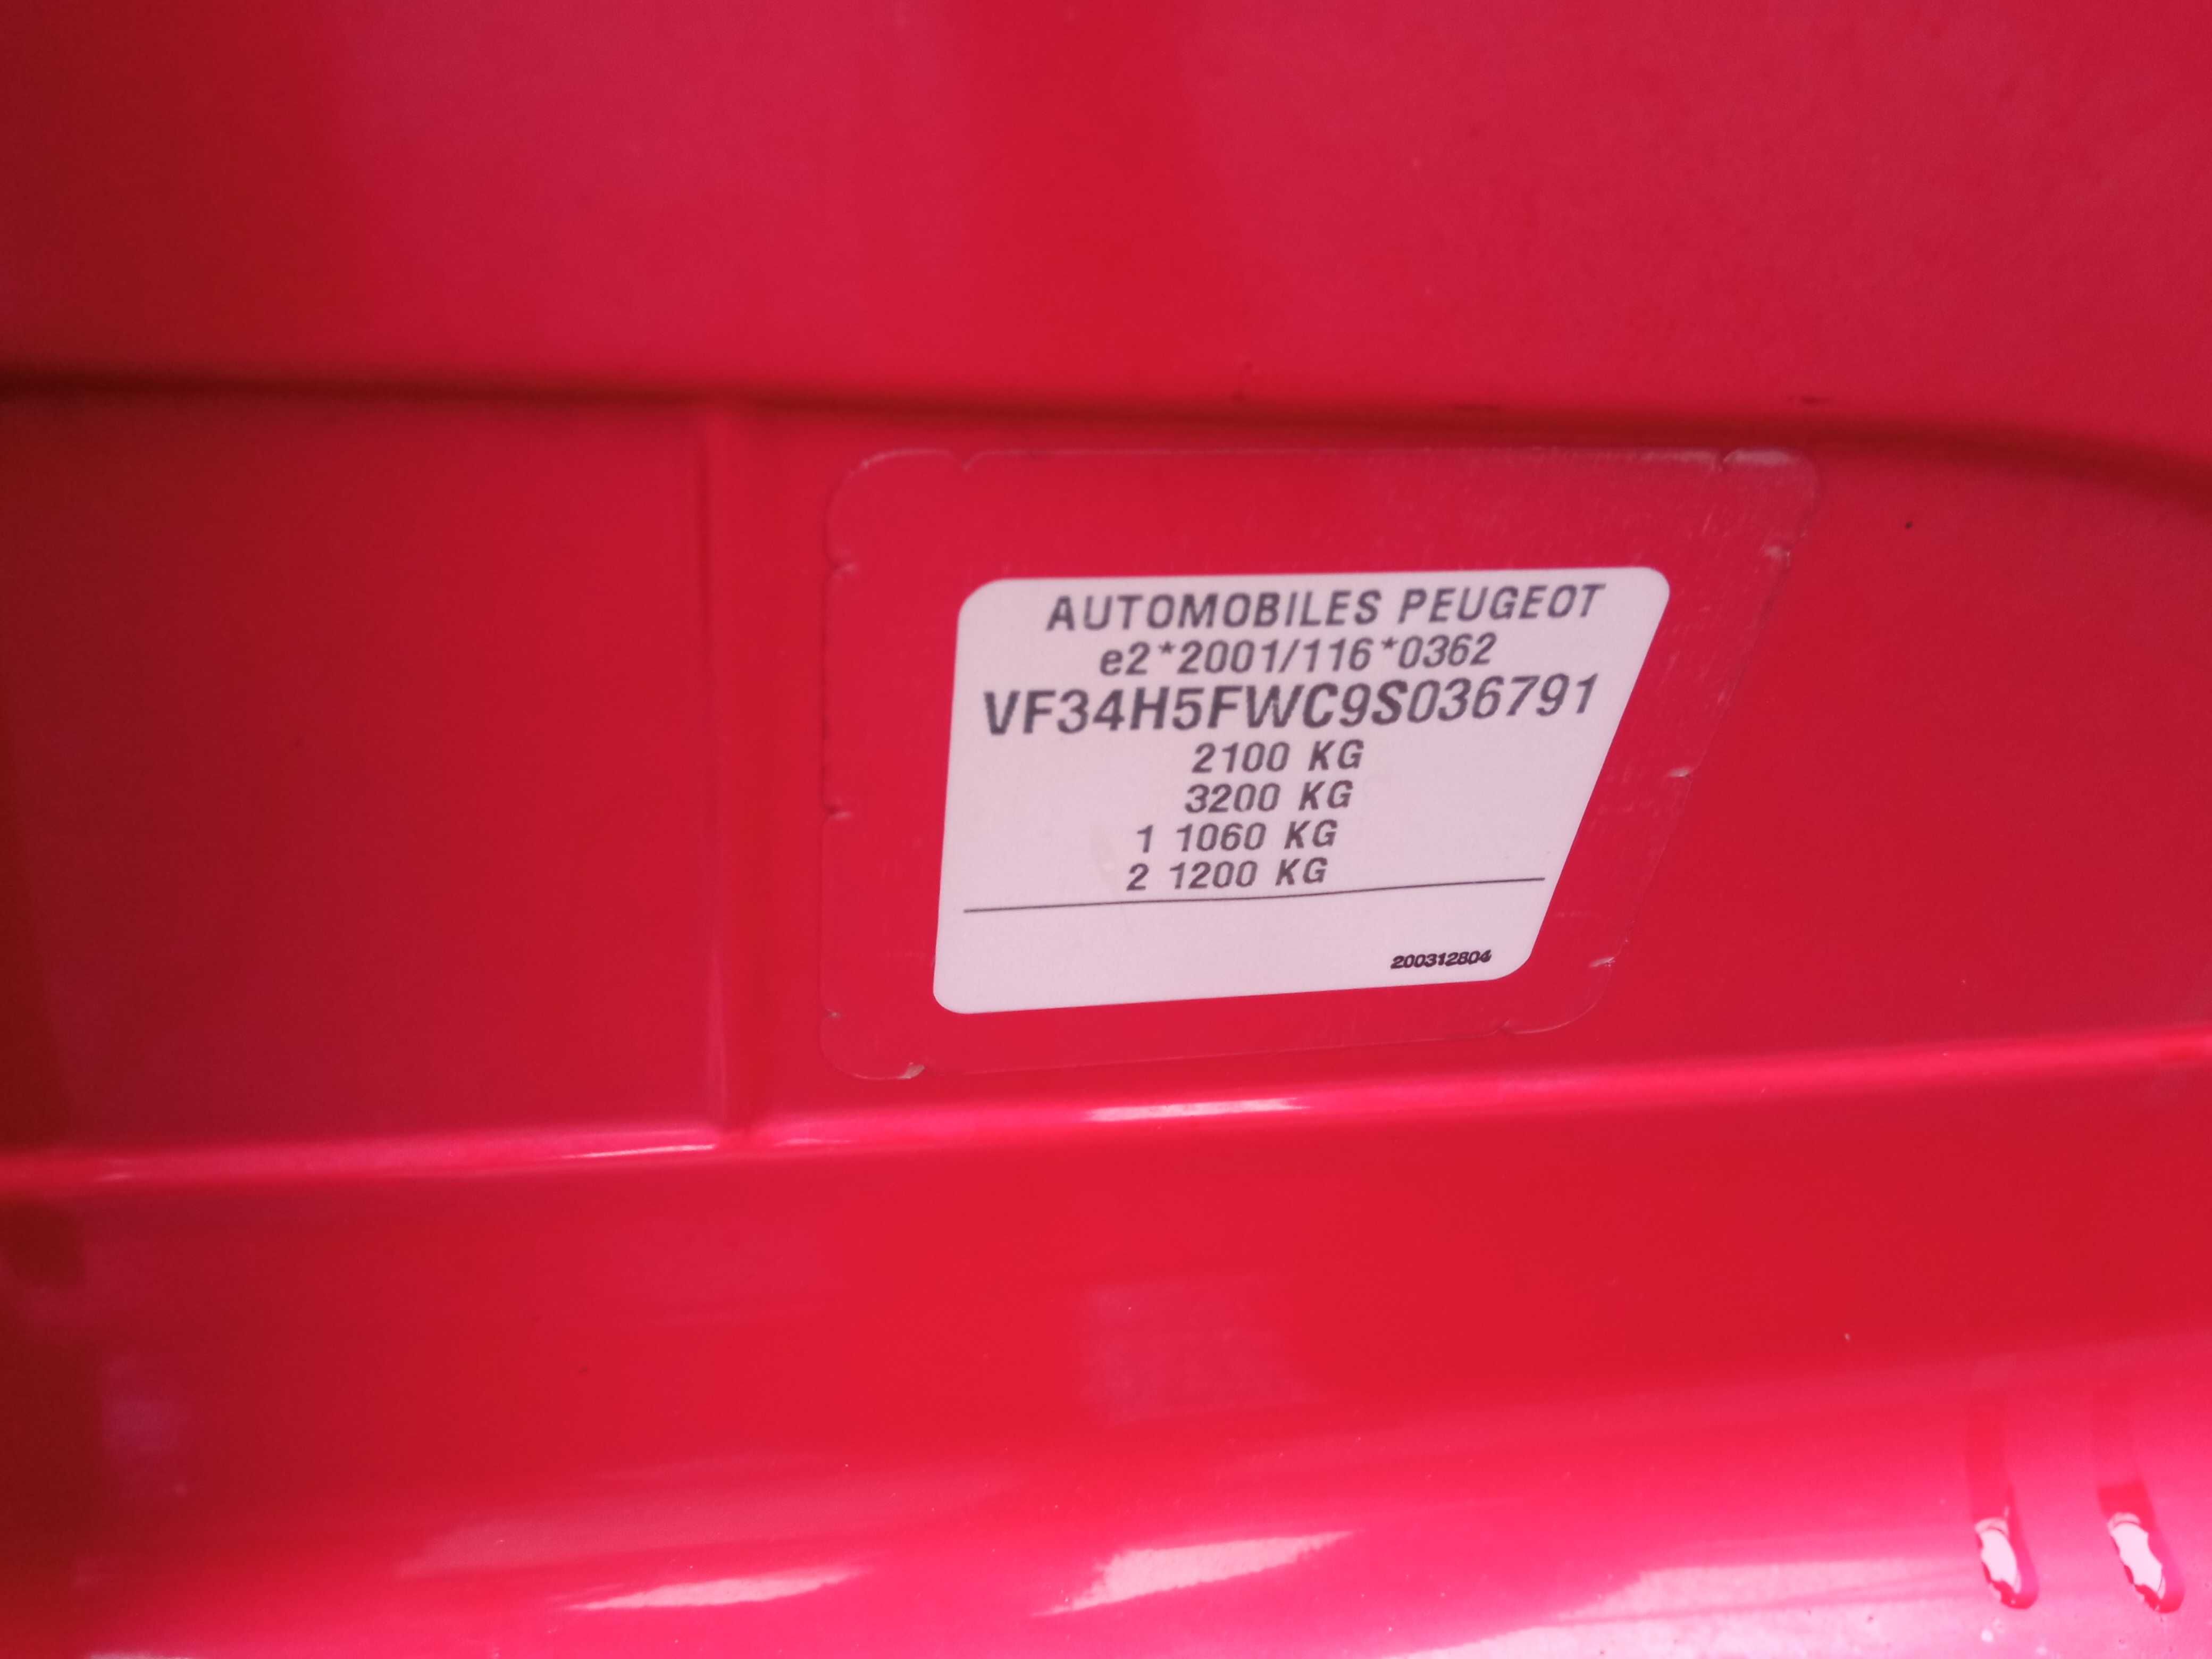 AUTOMOBILES PEUGEOT
e2*2001/116*0362
VF34H5FWC9S036791
2100 KG
3200 KG
1 1060 KG
2 1200 KG
200312804